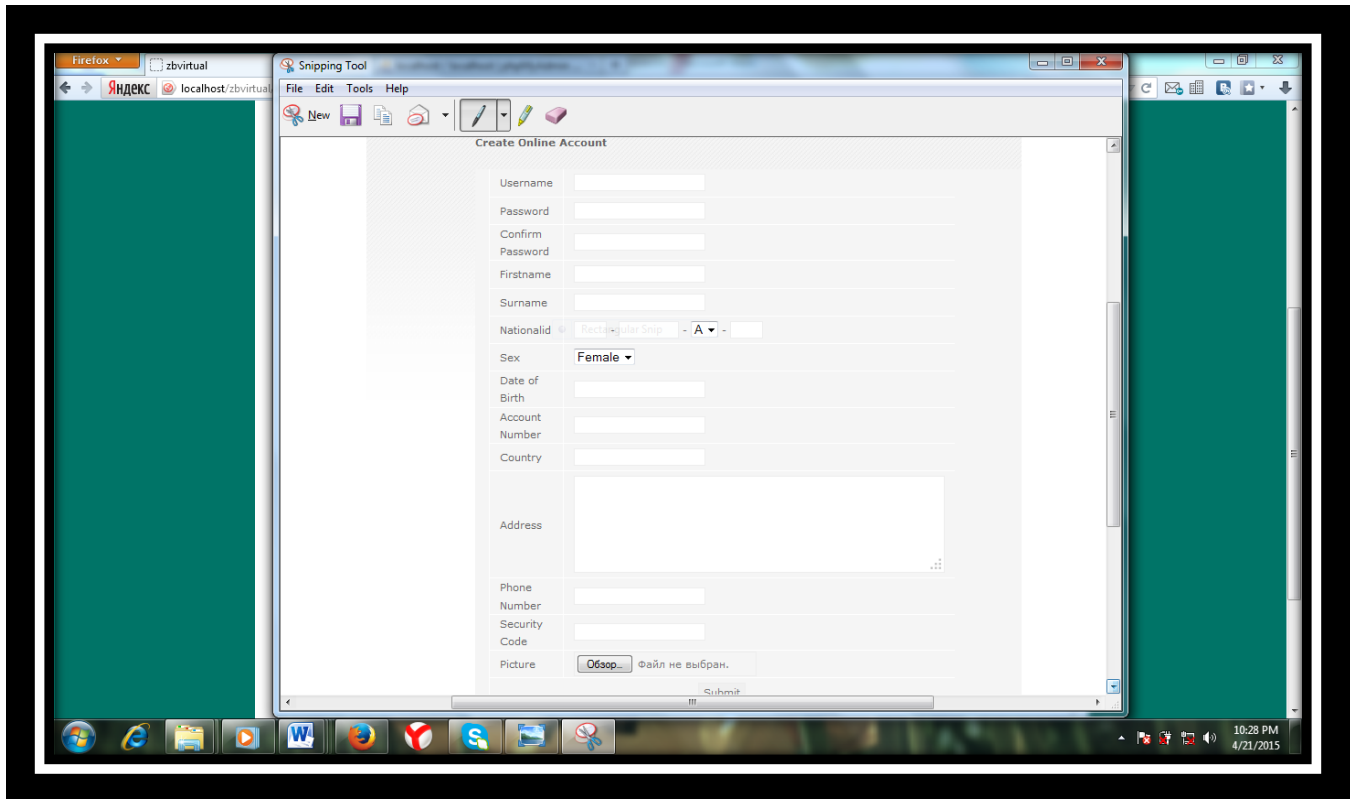 Firefox
zbvirtual
Snipping Tool
Яндекс localhost/zbvirtual
File Edit Tools Help
New
Create Online Account
Username
Password
Confirm
Password
Firstname
Surname
Nationalid Rectangular Snip - A -
Sex Female
Date of
Birth
Account
Number
Country
Address
Phone
Number
Security
Code
Picture Обзор... Файл не выбран.
Submit
10:28 PM
4/21/2015